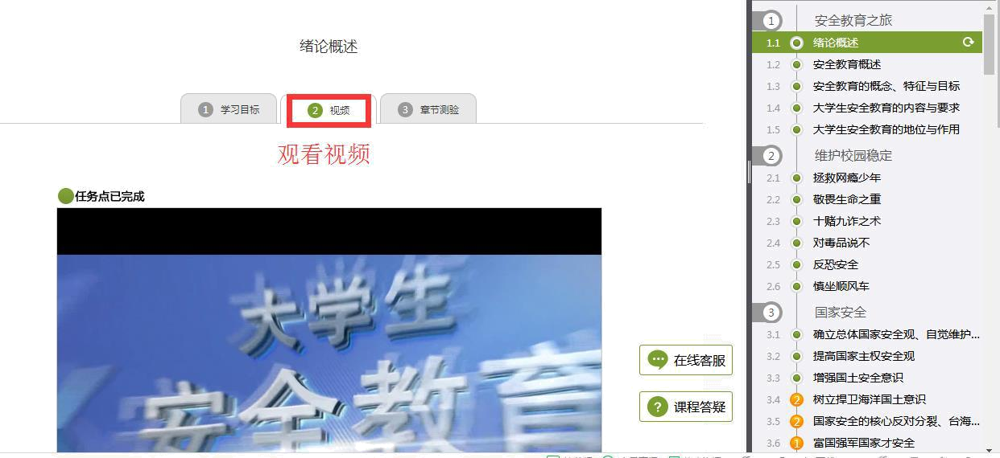 绪论概述
1 学习目标
2 视频
3 章节测验
观看视频
任务点已完成
大学生
安全教育
在线客服
? 课程答疑
1 安全教育之旅
1.1 绪论概述
1.2 安全教育概述
1.3 安全教育的概念、特征与目标
1.4 大学生安全教育的内容与要求
1.5 大学生安全教育的地位与作用
2 维护校园稳定
2.1 拯救网瘾少年
2.2 敬畏生命之重
2.3 十赌九诈之术
2.4 对毒品说不
2.5 反恐安全
2.6 慎坐顺风车
3 国家安全
3.1 确立总体国家安全观、自觉维护...
3.2 提高国家主权安全观
3.3 增强国土安全意识
3.4 2 树立捍卫海洋国土意识
3.5 2 国家安全的核心反对分裂、台海...
3.6 1 富国强军国家才安全